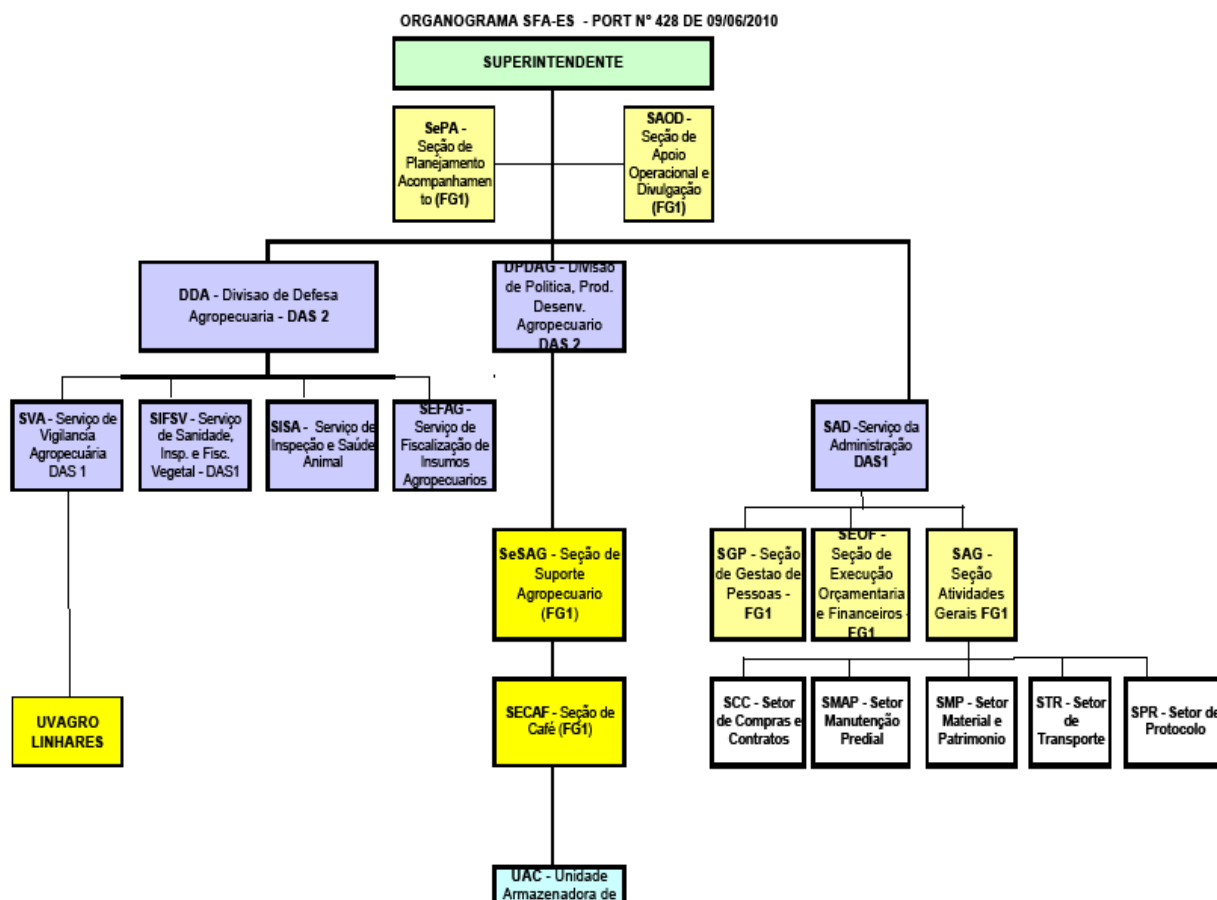 ORGANOGRAMA SFA-ES - PORT N° 428 DE 09/06/2010
SUPERINTENDENTE
SePA -
Seção de
Planejamento
Acompanhamen
to (FG1)
SAOD -
Seção de
Apoio
Operacional e
Divulgação
(FG1)
DDA - Divisao de Defesa
Agropecuaria - DAS 2
DPDAG - Divisão
de Politica, Prod.
Desenv.
Agropecuario
DAS 2
SVA - Serviço de
Vigilancia
Agropecuária
DAS 1
SIFSV - Serviço
de Sanidade,
Insp. e Fisc.
Vegetal - DAS1
SISA - Serviço de
Inspeção e Saúde
Animal
SEFAG -
Serviço de
Fiscalização de
Insumos
Agropecuarios
SAD -Serviço da
Administração
DAS1
SeSAG - Seção de
Suporte
Agropecuario
(FG1)
SGP - Seção
de Gestao de
Pessoas -
FG1
SEOF -
Seção de
Execução
Orçamentaria
e Financeiros -
FG1
SAG -
Seção
Atividades
Gerais FG1
UVAGRO
LINHARES
SECAF - Seção de
Café (FG1)
SCC - Setor
de Compras e
Contratos
SMAP - Setor
Manutenção
Predial
SMP - Setor
Material e
Patrimonio
STR - Setor
de
Transporte
SPR - Setor de
Protocolo
UAC - Unidade
Armazenadora de